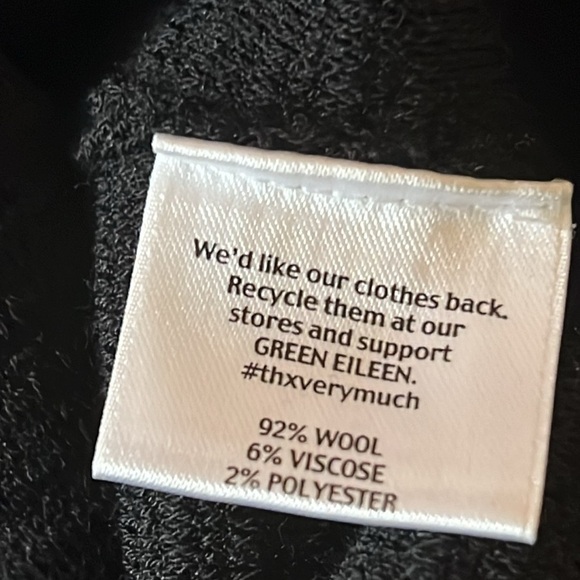 We'd like our clothes back.
Recycle them at our
stores and support
GREEN EILEEN.
#thxverymuch
92% WOOL
6% VISCOSE
2% POLYESTER